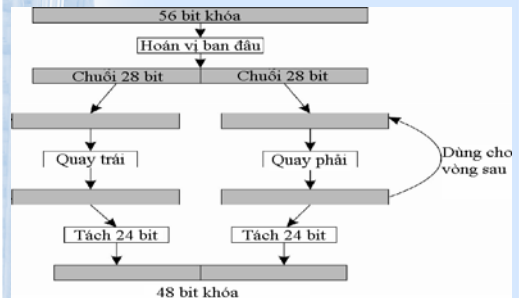 56 bit khóa
Hoán vị ban đầu
Chuỗi 28 bit Chuỗi 28 bit
Quay trái Quay phải
Dùng cho
vòng sau
Tách 24 bit Tách 24 bit
48 bit khóa